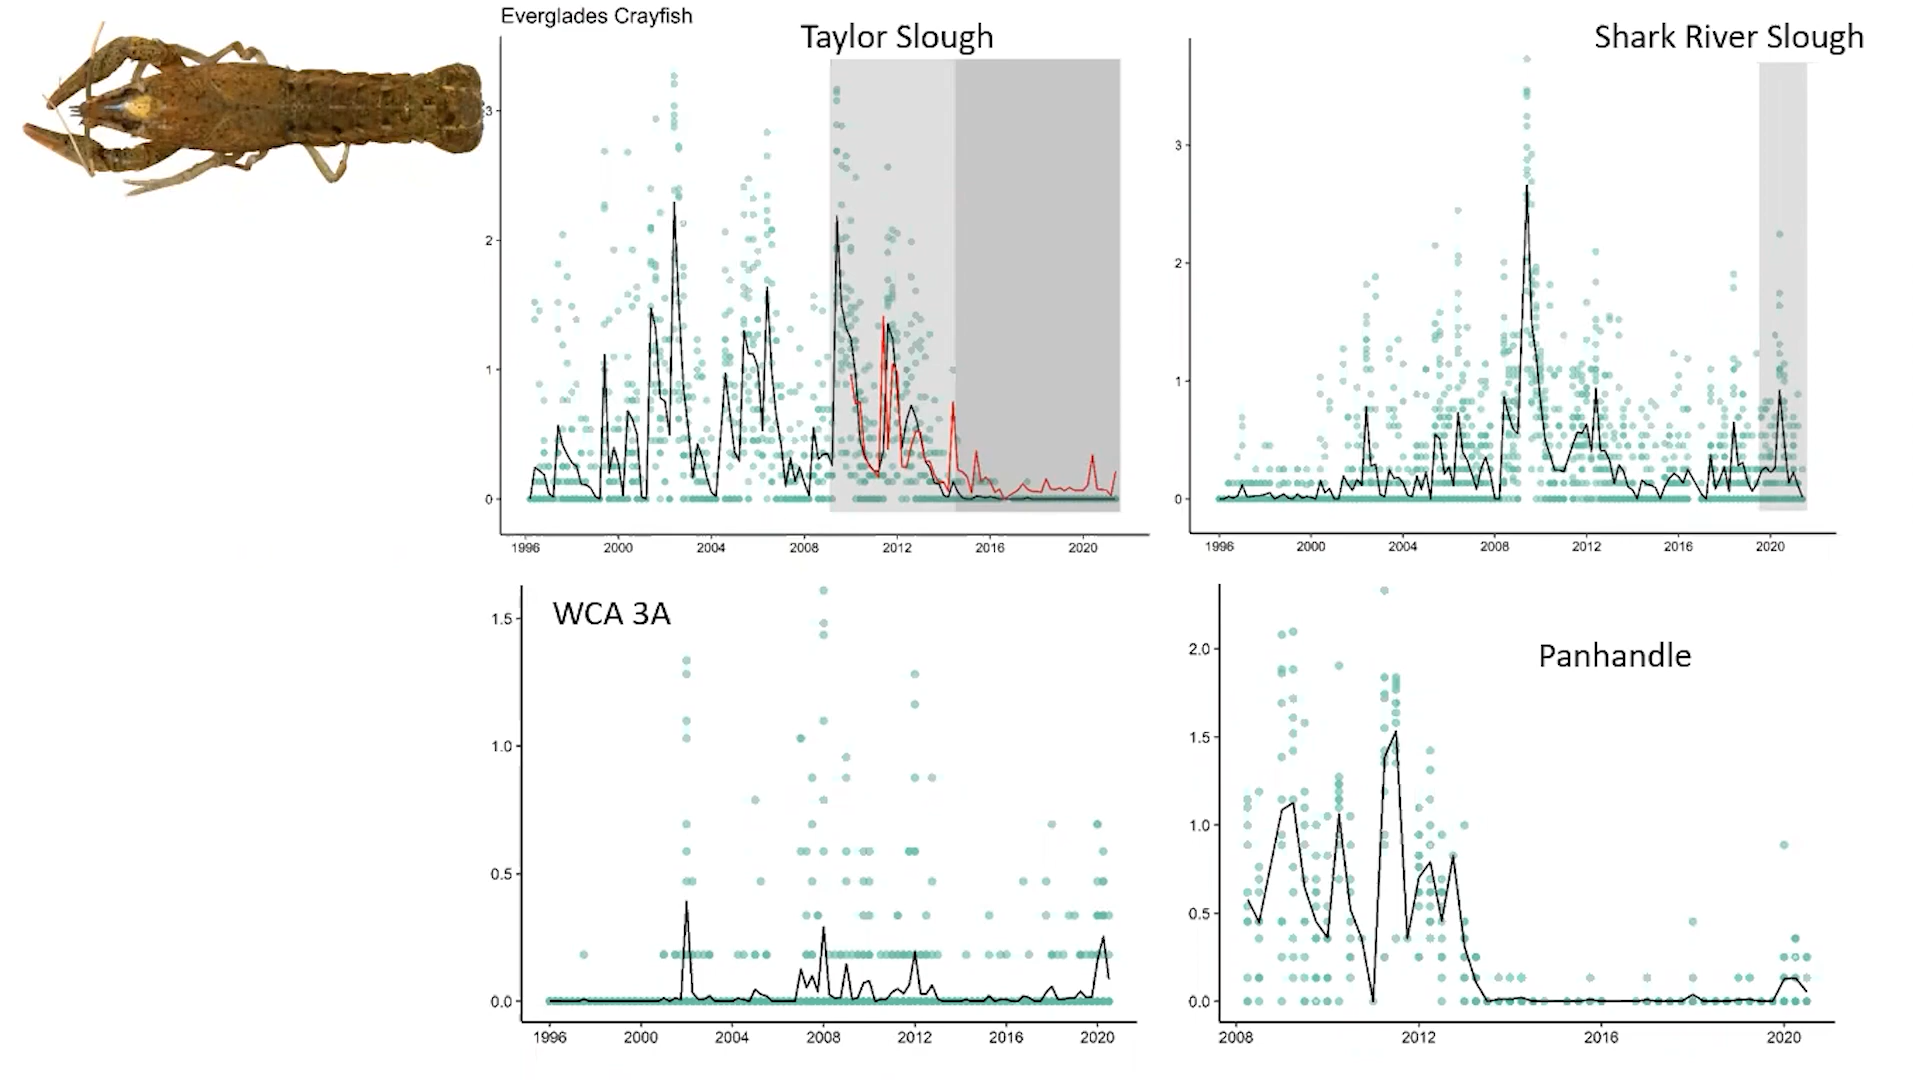 Everglades Crayfish
Taylor Slough
3
2
1
0
1996 2000 2004 2008 2012 2016 2020
Shark River Slough
3
2
1
0
1996 2000 2004 2008 2012 2016 2020
WCA 3A
1.5
1.0
0.5
0.0
1996 2000 2004 2008 2012 2016 2020
Panhandle
2.0
1.5
1.0
0.5
0.0
2008 2012 2016 2020